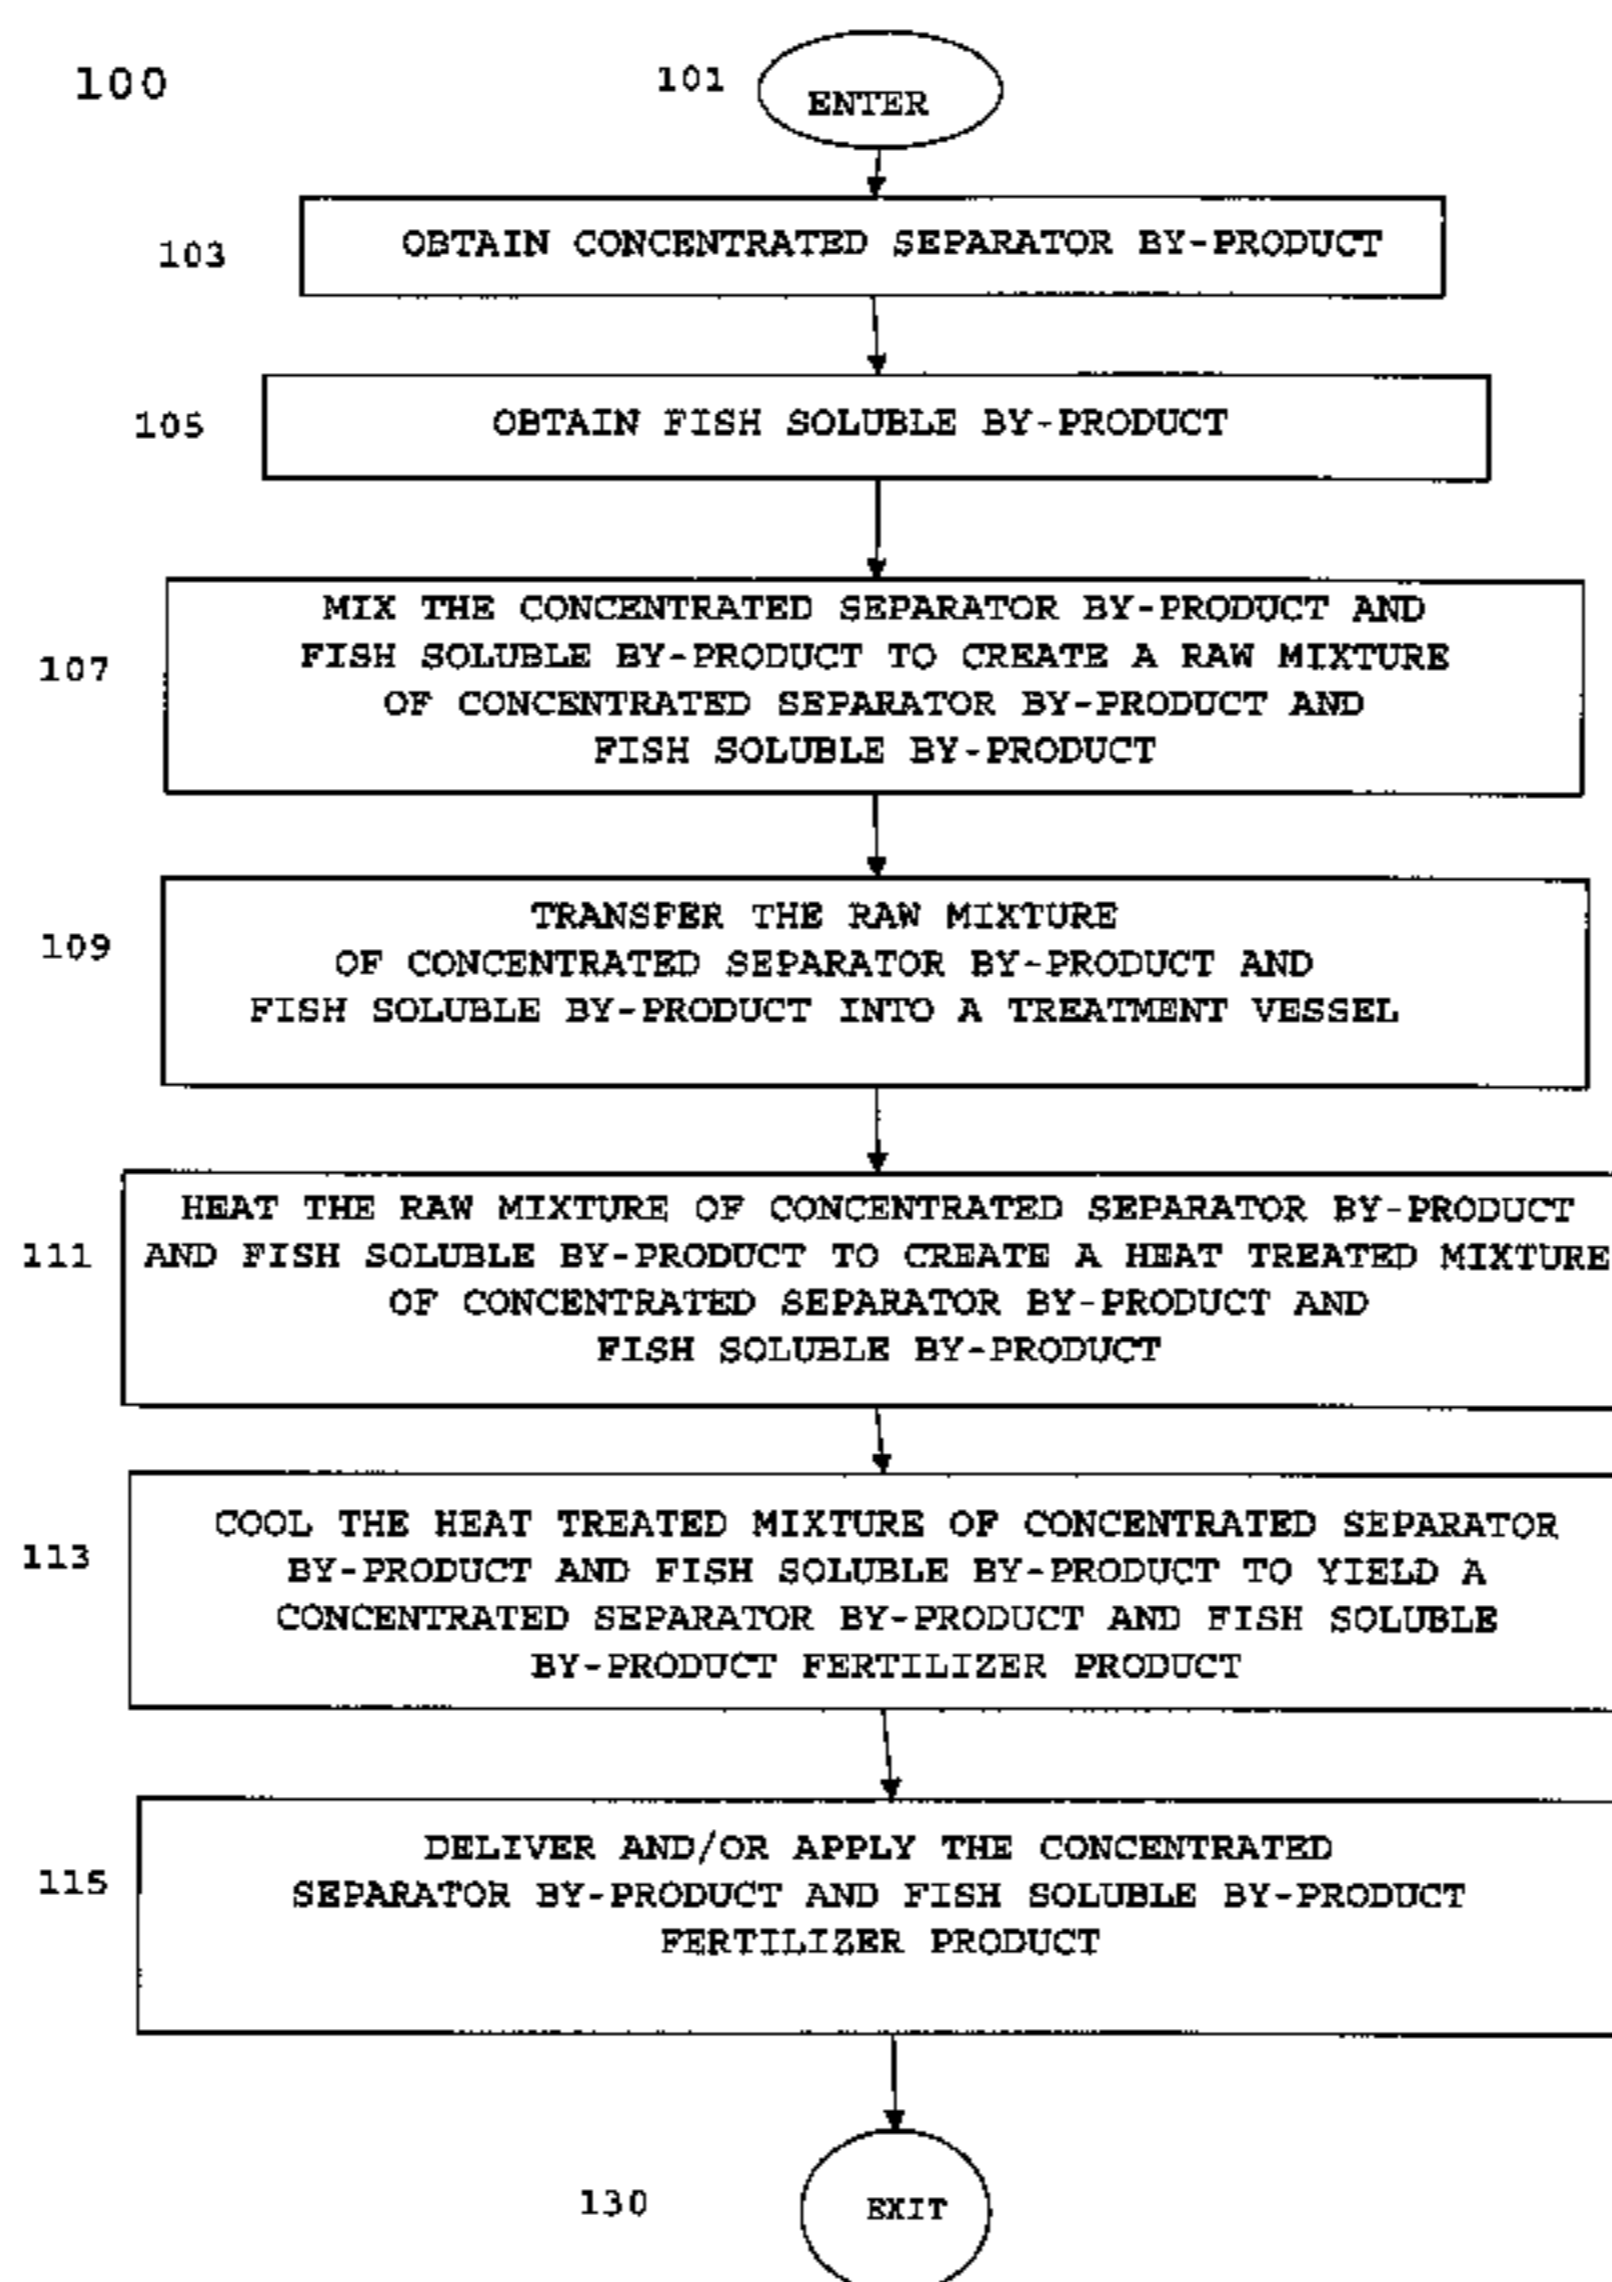 100
101
ENTER
103
OBTAIN CONCENTRATED SEPARATOR BY-PRODUCT
105
OBTAIN FISH SOLUBLE BY-PRODUCT
107
MIX THE CONCENTRATED SEPARATOR BY-PRODUCT AND
FISH SOLUBLE BY-PRODUCT TO CREATE A RAW MIXTURE
OF CONCENTRATED SEPARATOR BY-PRODUCT AND
FISH SOLUBLE BY-PRODUCT
109
TRANSFER THE RAW MIXTURE
OF CONCENTRATED SEPARATOR BY-PRODUCT AND
FISH SOLUBLE BY-PRODUCT INTO A TREATMENT VESSEL
111
HEAT THE RAW MIXTURE OF CONCENTRATED SEPARATOR BY-PRODUCT
AND FISH SOLUBLE BY-PRODUCT TO CREATE A HEAT TREATED MIXTURE
OF CONCENTRATED SEPARATOR BY-PRODUCT AND
FISH SOLUBLE BY-PRODUCT
113
COOL THE HEAT TREATED MIXTURE OF CONCENTRATED SEPARATOR
BY-PRODUCT AND FISH SOLUBLE BY-PRODUCT TO YIELD A
CONCENTRATED SEPARATOR BY-PRODUCT AND FISH SOLUBLE
BY-PRODUCT FERTILIZER PRODUCT
115
DELIVER AND/OR APPLY THE CONCENTRATED
SEPARATOR BY-PRODUCT AND FISH SOLUBLE BY-PRODUCT
FERTILIZER PRODUCT
130
EXIT